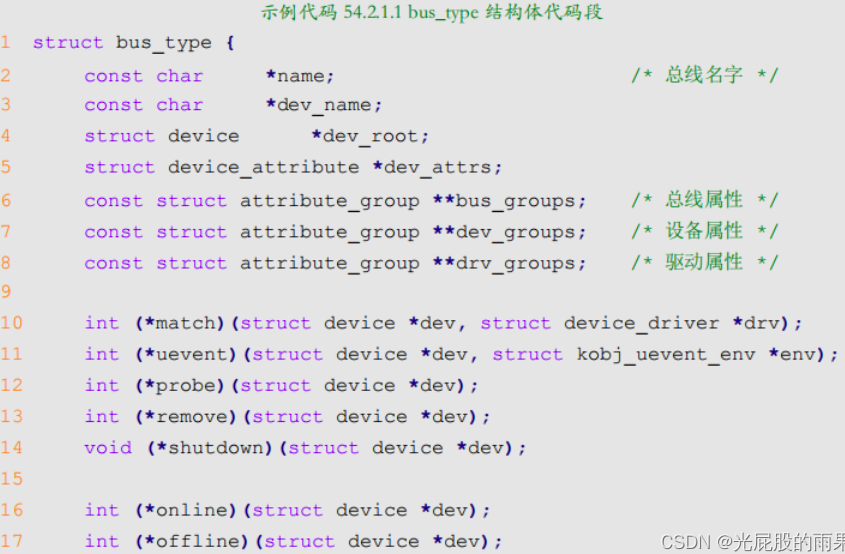 示例代码 54.2.1.1 bus_type 结构体代码段
1 struct bus_type {
2 const char *name; /* 总线名字 */
3 const char *dev_name;
4 struct device *dev_root;
5 struct device_attribute *dev_attrs;
6 const struct attribute_group **bus_groups; /* 总线属性 */
7 const struct attribute_group **dev_groups; /* 设备属性 */
8 const struct attribute_group **drv_groups; /* 驱动属性 */
9
10 int (*match)(struct device *dev, struct device_driver *drv);
11 int (*uevent)(struct device *dev, struct kobj_uevent_env *env);
12 int (*probe)(struct device *dev);
13 int (*remove)(struct device *dev);
14 void (*shutdown)(struct device *dev);
15
16 int (*online)(struct device *dev);
17 int (*offline)(struct device *dev);
CSDN @光屁股的雨果